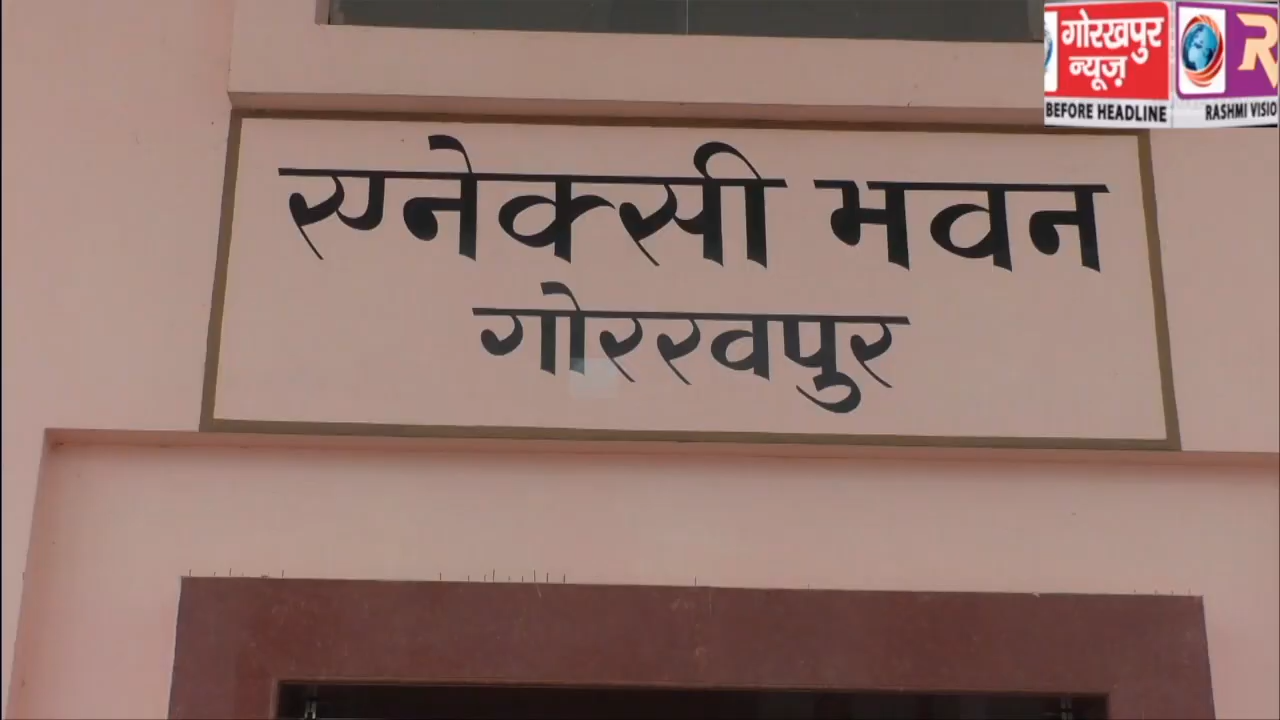 एनेक्सी भवन
गोरखपुर
गोरखपुर
न्यूज़
BEFORE HEADLINE
R
RASHMI VISIO